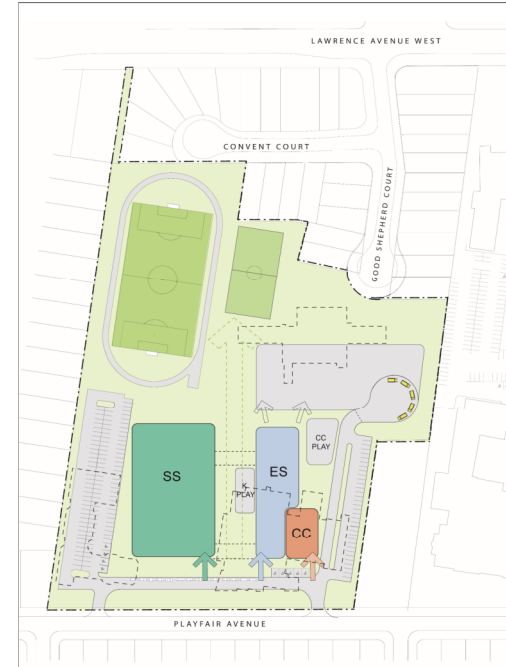 LAWRENCE AVENUE WEST
CONVENT COURT
GOOD SHEPHERD COURT
SS
ES
CC
PLAY
K
PLAY
CC
PLAYFAIR AVENUE